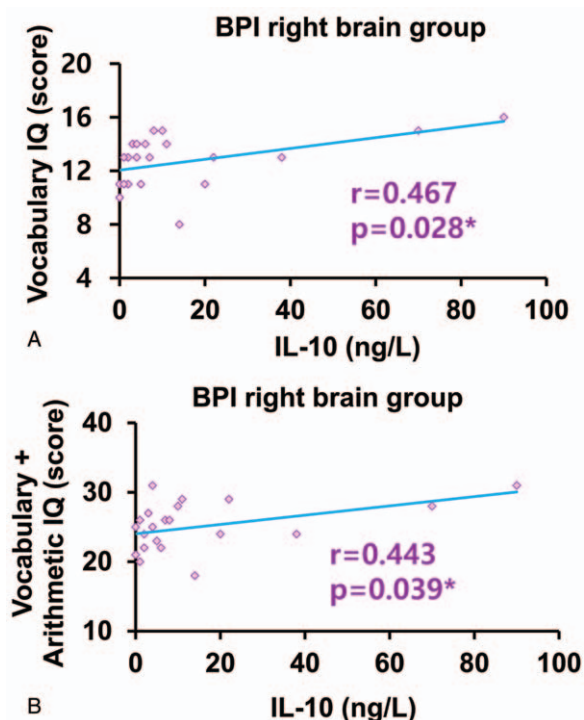 BPI right brain group
Vocabulary IQ (score)
20
16
12
8
4
r=0.467
p=0.028*
0 20 40 60 80 100
IL-10 (ng/L)
A
BPI right brain group
Vocabulary +
Arithmetic IQ (score)
40
30
20
10
r=0.443
p=0.039*
0 20 40 60 80 100
IL-10 (ng/L)
B